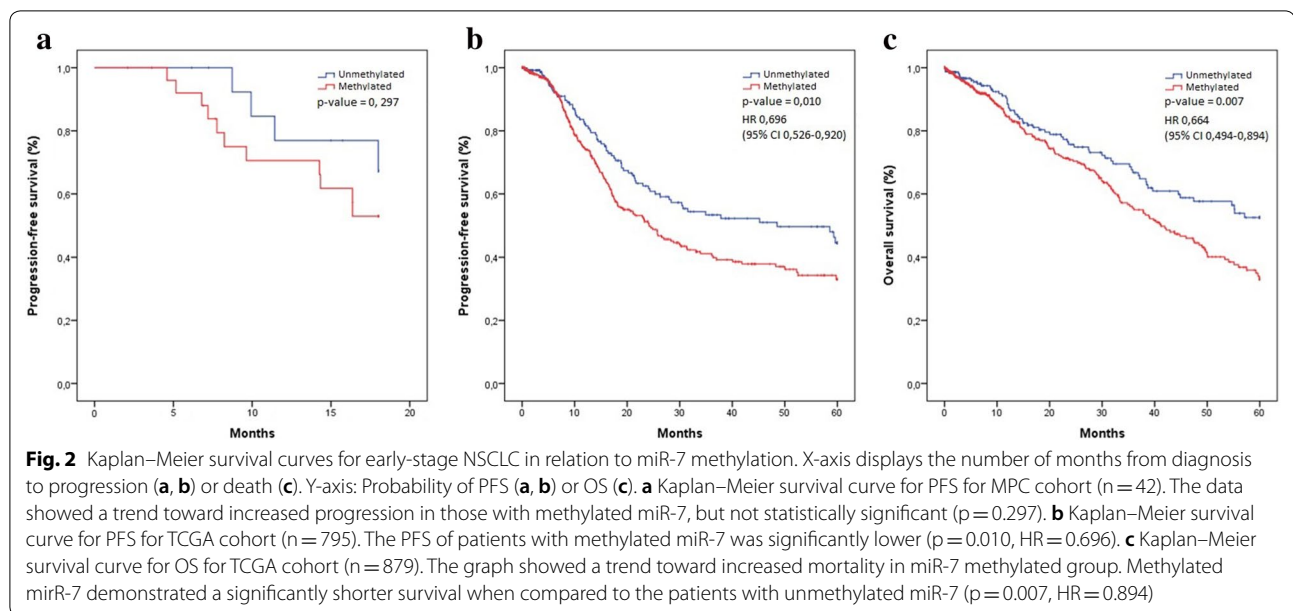 a
Unmethylated
Methylated
p-value = 0, 297
1,0
0,8
0,6
0,4
0,2
0,0
0 5 10 15 20
Months
Progression-free survival (%)
b
Unmethylated
Methylated
p-value = 0,010
HR 0,696
(95% CI 0,526-0,920)
1,0
0,8
0,6
0,4
0,2
0,0
0 10 20 30 40 50 60
Months
Progression-free survival (%)
c
Unmethylated
Methylated
p-value = 0.007
HR 0,664
(95% CI 0,494-0,894)
1,0
0,8
0,6
0,4
0,2
0,0
0 10 20 30 40 50 60
Months
Overall survival (%)
Fig. 2 Kaplan–Meier survival curves for early-stage NSCLC in relation to miR-7 methylation. X-axis displays the number of months from diagnosis
to progression (a, b) or death (c). Y-axis: Probability of PFS (a, b) or OS (c). a Kaplan–Meier survival curve for PFS for MPC cohort (n = 42). The data
showed a trend toward increased progression in those with methylated miR-7, but not statistically significant (p = 0.297). b Kaplan–Meier survival
curve for PFS for TCGA cohort (n = 795). The PFS of patients with methylated miR-7 was significantly lower (p = 0.010, HR = 0.696). c Kaplan–Meier
survival curve for OS for TCGA cohort (n = 879). The graph showed a trend toward increased mortality in miR-7 methylated group. Methylated
mirR-7 demonstrated a significantly shorter survival when compared to the patients with unmethylated miR-7 (p = 0.007, HR = 0.894)